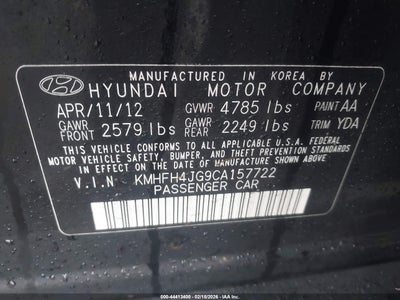 MANUFACTURED IN KOREA BY
HYUNDAI MOTOR COMPANY
APR/11/12 GVWR 4785 lbs PAINT AA
GAWR FRONT 2579 lbs GAWR REAR 2249 lbs TRIM YDA
THIS VEHICLE CONFORMS TO ALL APPLICABLE U.S.A FEDERAL
MOTOR VEHICLE SAFETY, BUMPER, AND THEFT PREVENTION
STANDARDS IN EFFECT ON THE DATE OF MANUFACTURE SHOWN ABOVE.
V.I.N KMHFH4JG9CA157722
PASSENGER CAR
000-44413400 - 02/18/2026 - IAA Inc.